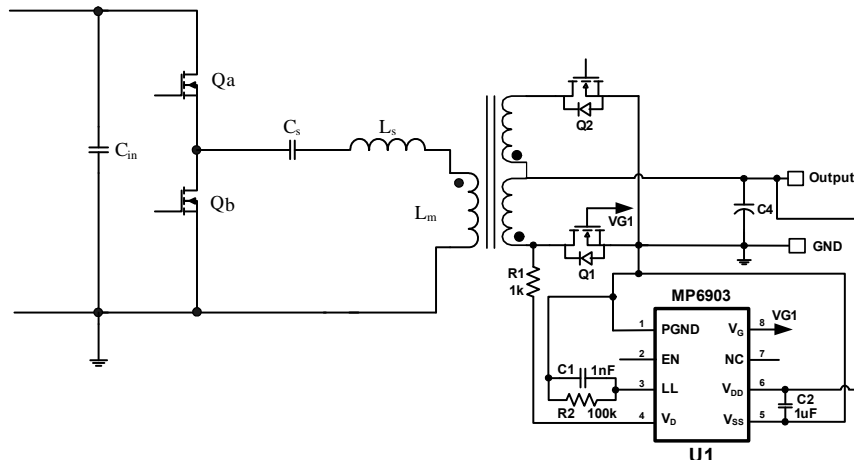 Qa
Cs
Ls
Q2
Cin
Output
Qb
Lm
C4
VG1
GND
R1
1k
Q1
MP6903
1 PGND
VG 8
VG1
2 EN
NC 7
C1 1nF
3 LL
VDD 6
R2 100k
C2
1uF
4 VD
VSS 5
U1